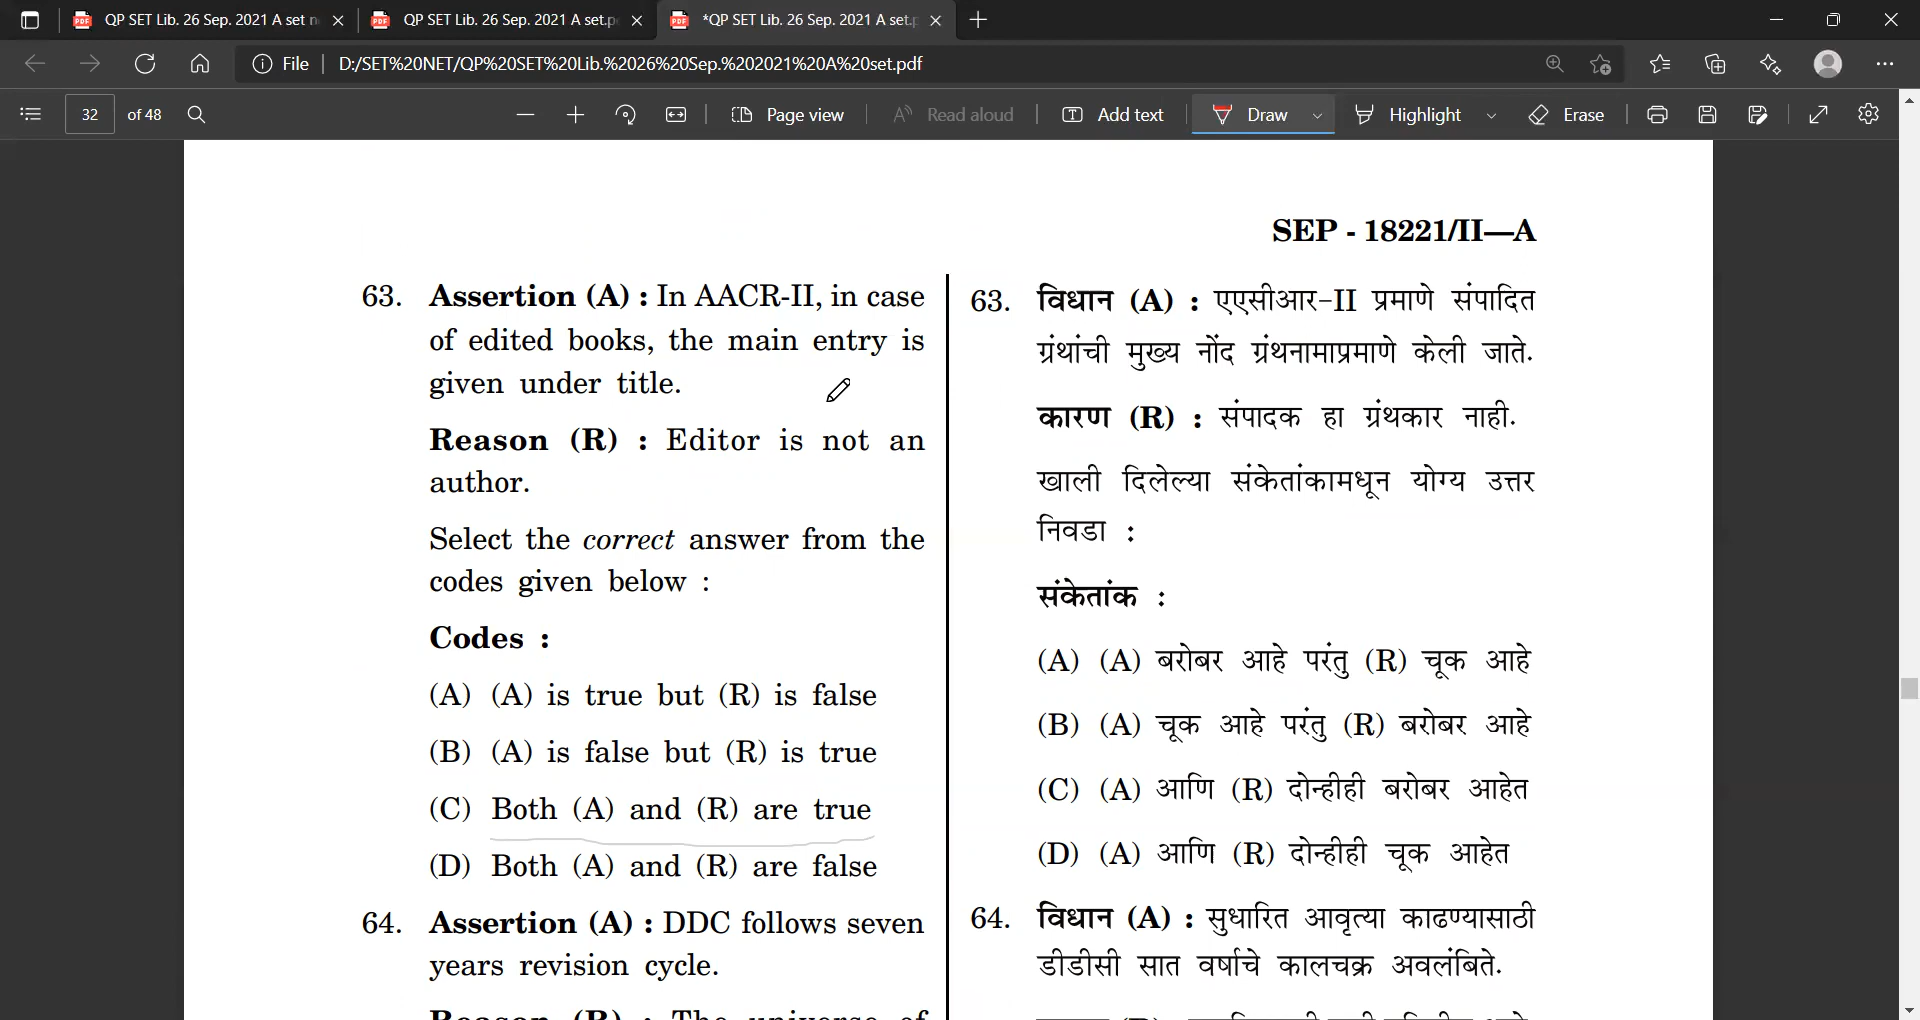 QP SET Lib. 26 Sep. 2021 A set n
QP SET Lib. 26 Sep. 2021 A set.p
*QP SET Lib. 26 Sep. 2021 A set.p
File
D:/SET%20NET/QP%20SET%20Lib.%2026%20Sep.%202021%20A%20set.pdf
32 of 48
Page view
Read aloud
Add text
Draw
Highlight
Erase
SEP - 18221/II—A
63. Assertion (A) : In AACR-II, in case
of edited books, the main entry is
given under title.
Reason (R) : Editor is not an
author.
Select the correct answer from the
codes given below :
Codes :
(A) (A) is true but (R) is false
(B) (A) is false but (R) is true
(C) Both (A) and (R) are true
(D) Both (A) and (R) are false
64. Assertion (A) : DDC follows seven
years revision cycle.
Reason (R) : The universe of
63. विधान (A) : एएसीआर-II प्रमाणे संपादित
ग्रंथांची मुख्य नोंद ग्रंथनामाप्रमाणे केली जाते.
कारण (R) : संपादक हा ग्रंथकार नाही.
खाली दिलेल्या संकेतांकामधून योग्य उत्तर
निवडा :
संकेतांक :
(A) (A) बरोबर आहे परंतु (R) चूक आहे
(B) (A) चूक आहे परंतु (R) बरोबर आहे
(C) (A) आणि (R) दोन्हीही बरोबर आहेत
(D) (A) आणि (R) दोन्हीही चूक आहेत
64. विधान (A) : सुधारित आवृत्या काढण्यासाठी
डीडीसी सात वर्षाचे कालचक्र अवलंबिते.